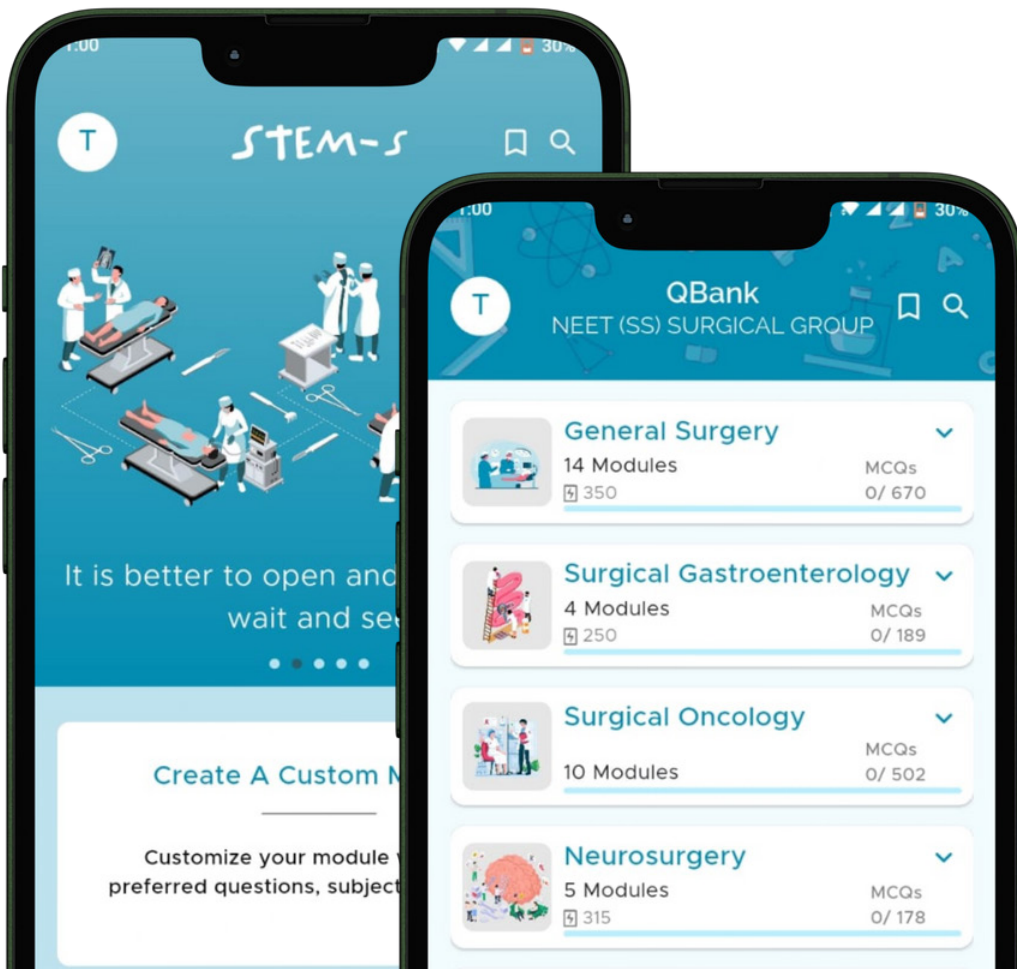 1:00
30%
T
STEM-S
It is better to open and
wait and see
Create A Custom M
Customize your module
preferred questions, subject
1:00
30%
T
QBank
NEET (SS) SURGICAL GROUP
General Surgery
14 Modules
MCQs
350
0/ 670
Surgical Gastroenterology
4 Modules
MCQs
250
0/ 189
Surgical Oncology
MCQs
10 Modules
0/ 502
Neurosurgery
5 Modules
MCQs
315
0/ 178